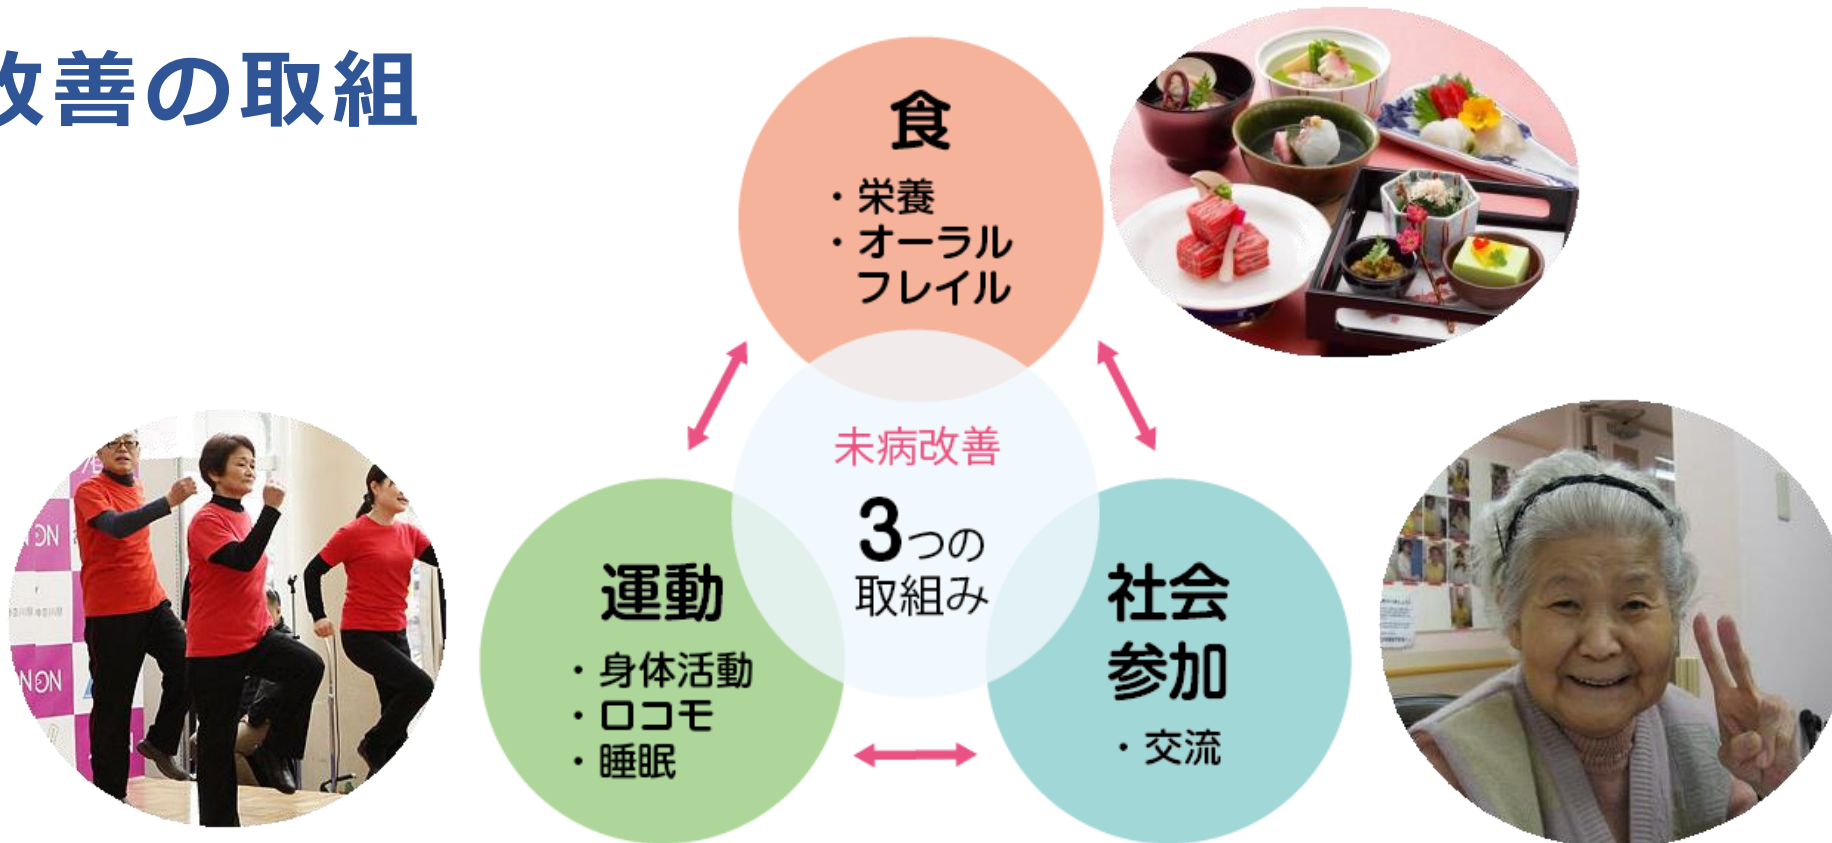 改善の取組
食
・栄養
・オーラル
フレイル
未病改善
3つの
取組み
運動
・身体活動
・ロコモ
・睡眠
社会
参加
・交流